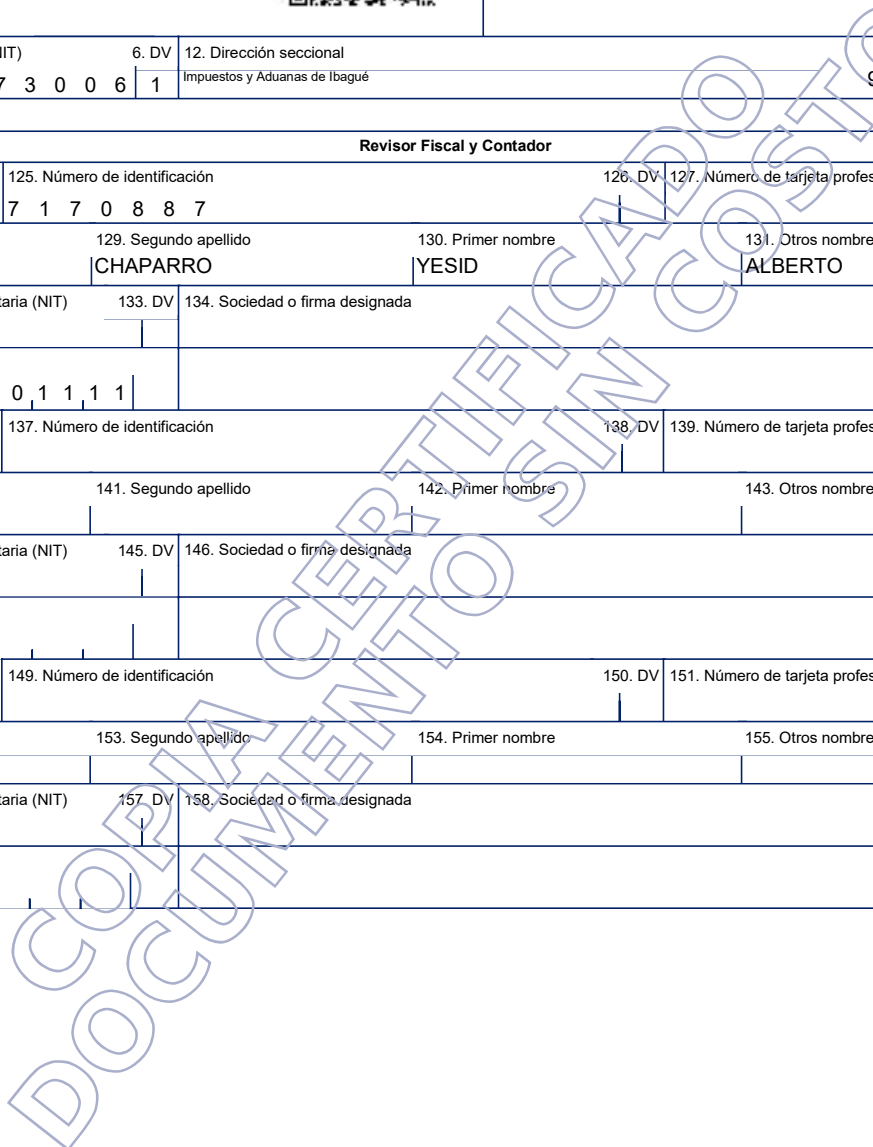 IIT) 6. DV 12. Dirección seccional
7 3 0 0 6 1 Impuestos y Aduanas de Ibagué 9
Revisor Fiscal y Contador
125. Número de identificación 126. DV 127. Número de tarjeta profes
7 1 7 0 8 8 7
129. Segundo apellido 130. Primer nombre 131. Otros nombre
CHAPARRO YESID ALBERTO
taria (NIT) 133. DV 134. Sociedad o firma designada
0 1 1 1 1
137. Número de identificación 138. DV 139. Número de tarjeta profes
141. Segundo apellido 142. Primer nombre 143. Otros nombre
taria (NIT) 145. DV 146. Sociedad o firma designada
149. Número de identificación 150. DV 151. Número de tarjeta profes
153. Segundo apellido 154. Primer nombre 155. Otros nombre
taria (NIT) 157. DV 158. Sociedad o firma designada
COPIA CERTIFICADO
DOCUMENTO SIN COSTO